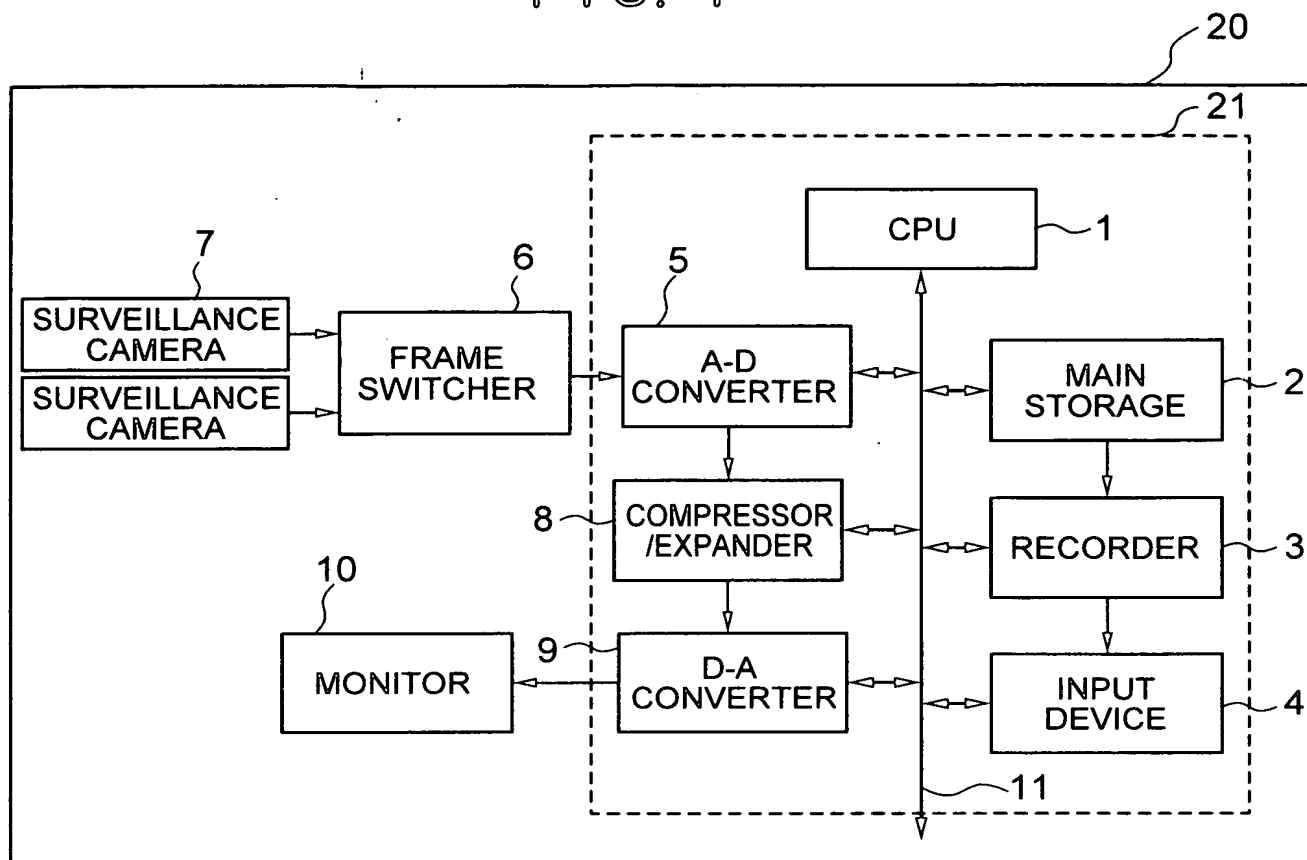 20
21
CPU
1
7
6
5
SURVEILLANCE
CAMERA
FRAME
SWITCHER
A-D
CONVERTER
MAIN
STORAGE
2
SURVEILLANCE
CAMERA
8
COMPRESSOR
/EXPANDER
RECORDER
3
10
9
MONITOR
D-A
CONVERTER
INPUT
DEVICE
4
11